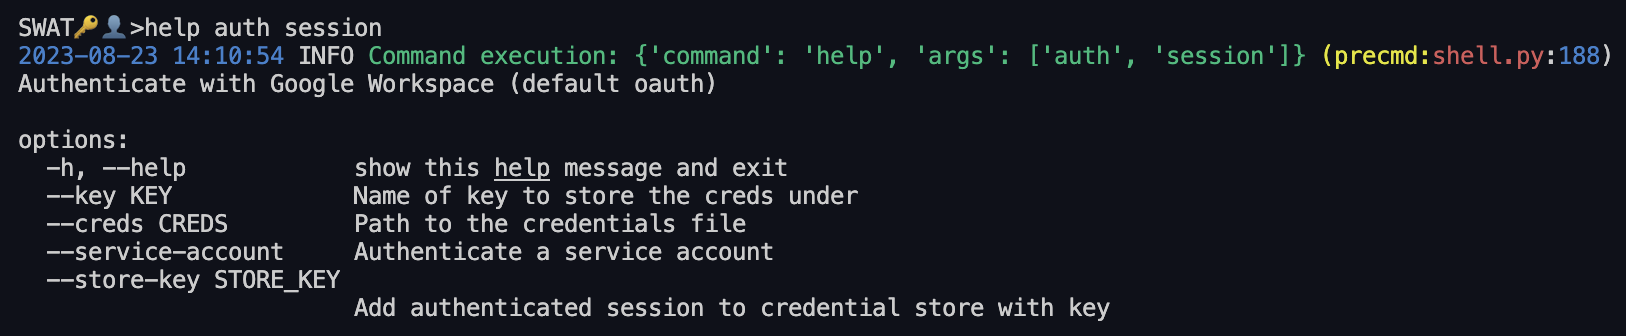 SWAT🔑👤>help auth session
2023-08-23 14:10:54 INFO Command execution: {'command': 'help', 'args': ['auth', 'session']} (precmd:shell.py:188)
Authenticate with Google Workspace (default oauth)

options:
  -h, --help            show this help message and exit
  --key KEY             Name of key to store the creds under
  --creds CREDS         Path to the credentials file
  --service-account     Authenticate a service account
  --store-key STORE_KEY
                        Add authenticated session to credential store with key